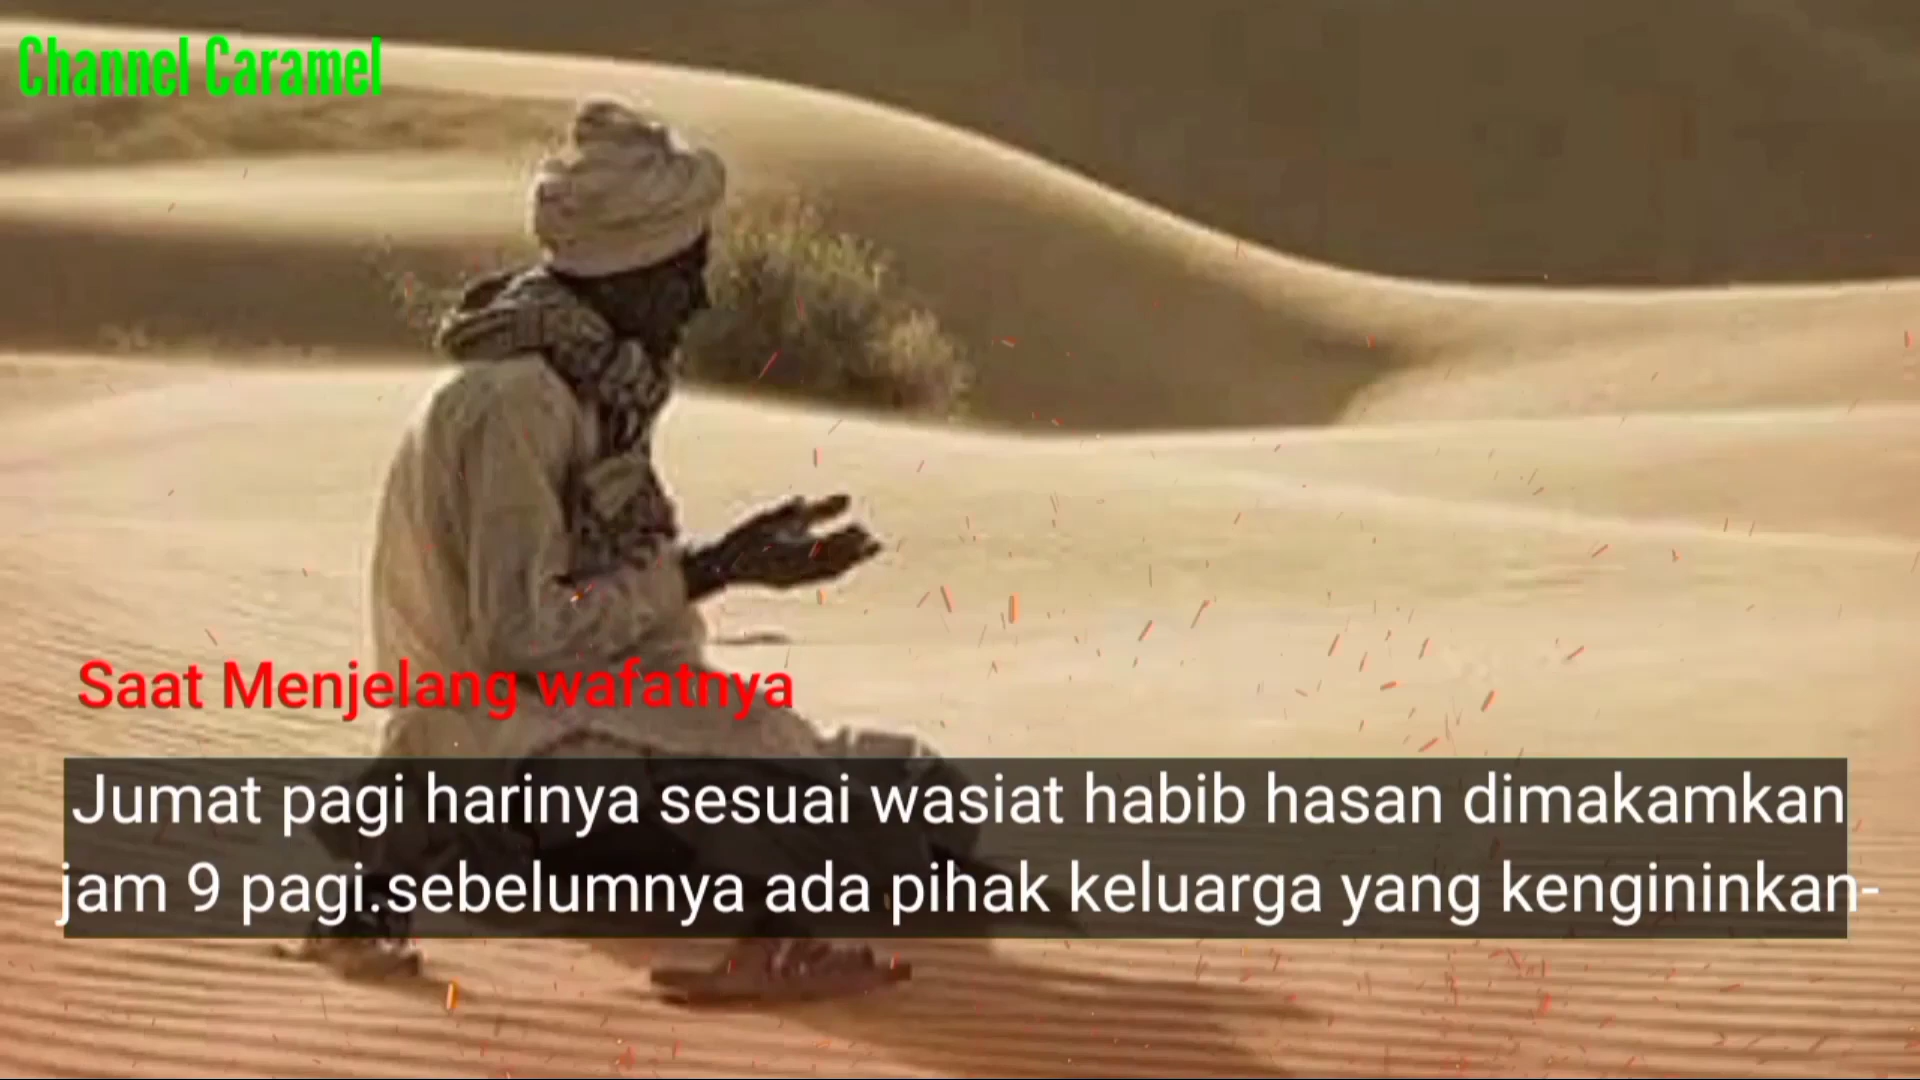 Channel Caramel
Saat Menjelang wafatnya
Jumat pagi harinya sesuai wasiat habib hasan dimakamkan
jam 9 pagi.sebelumnya ada pihak keluarga yang kengininkan-